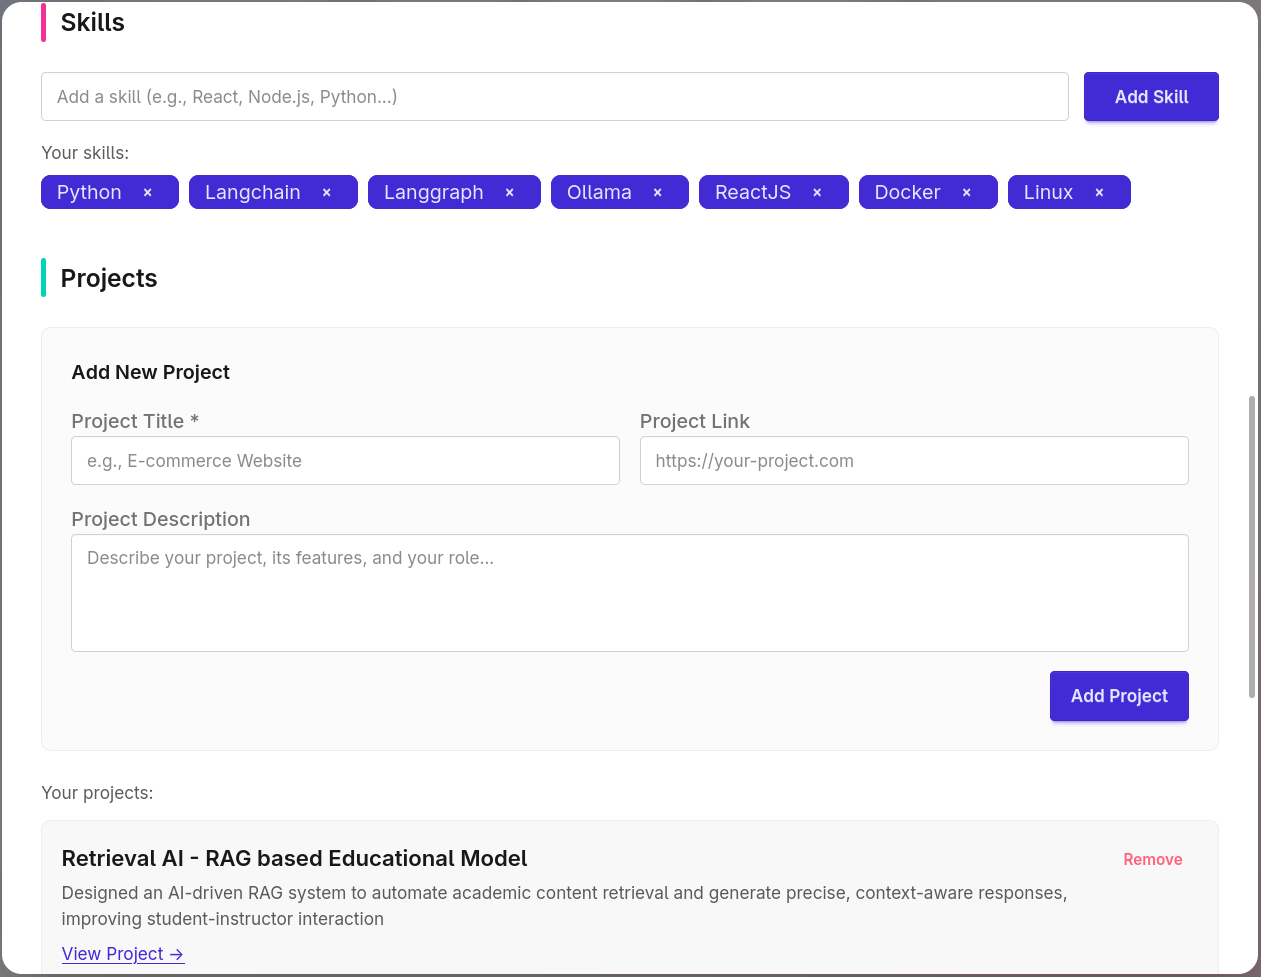 Skills
Add a skill (e.g., React, Node.js, Python...)
Add Skill
Your skills:
Python × Langchain × Langgraph × Ollama × ReactJS × Docker × Linux ×
Projects
Add New Project
Project Title * Project Link
e.g., E-commerce Website https://your-project.com
Project Description
Describe your project, its features, and your role...
Add Project
Your projects:
Retrieval AI - RAG based Educational Model
Remove
Designed an AI-driven RAG system to automate academic content retrieval and generate precise, context-aware responses,
improving student-instructor interaction
View Project →